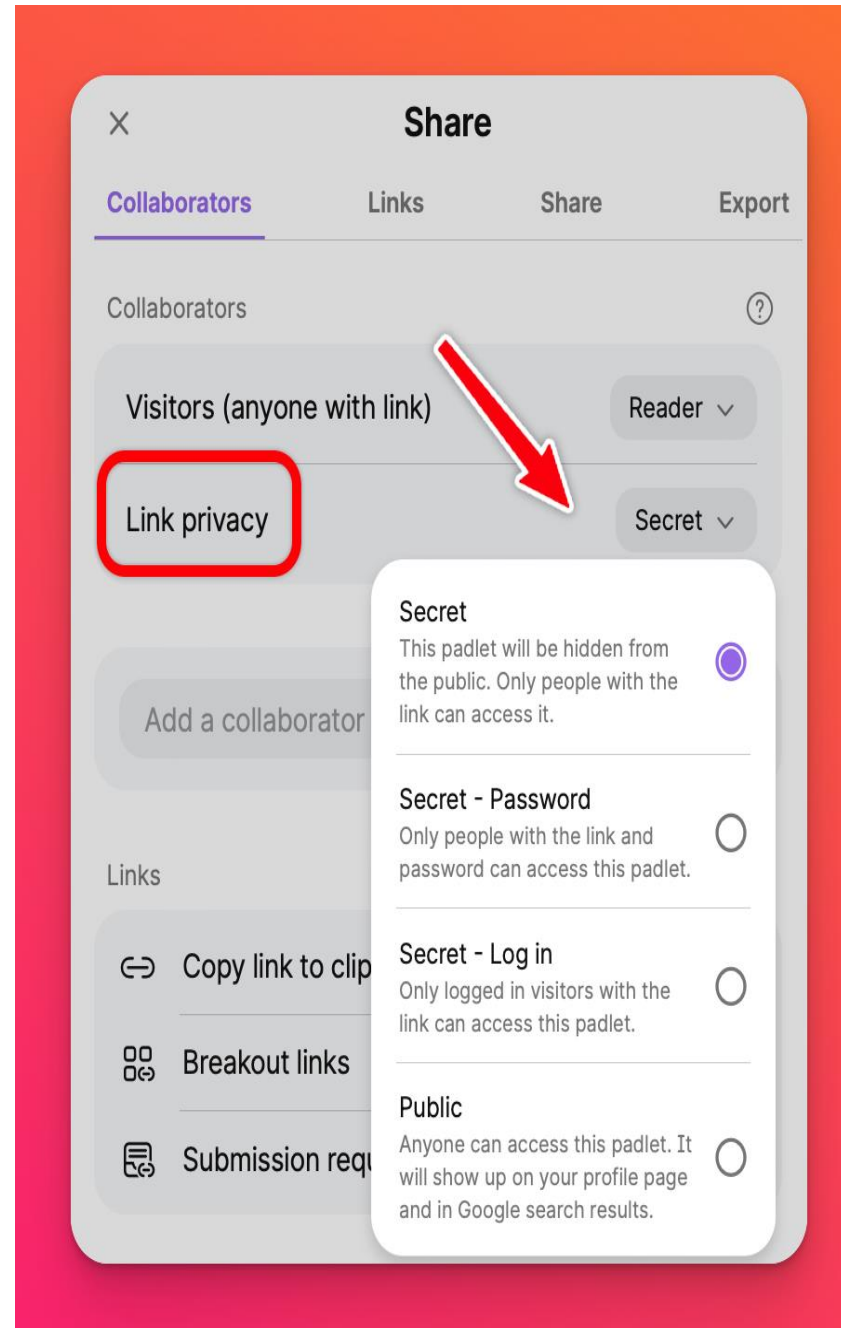 Share
Collaborators Links Share Export
Collaborators
Visitors (anyone with link) Reader
Link privacy Secret
Secret
This padlet will be hidden from
the public. Only people with the
link can access it.
Add a collaborator
Secret - Password
Only people with the link and
password can access this padlet.
Links
Secret - Log in
Only logged in visitors with the
link can access this padlet.
Copy link to clip
Breakout links
Public
Anyone can access this padlet. It
will show up on your profile page
and in Google search results.
Submission requ